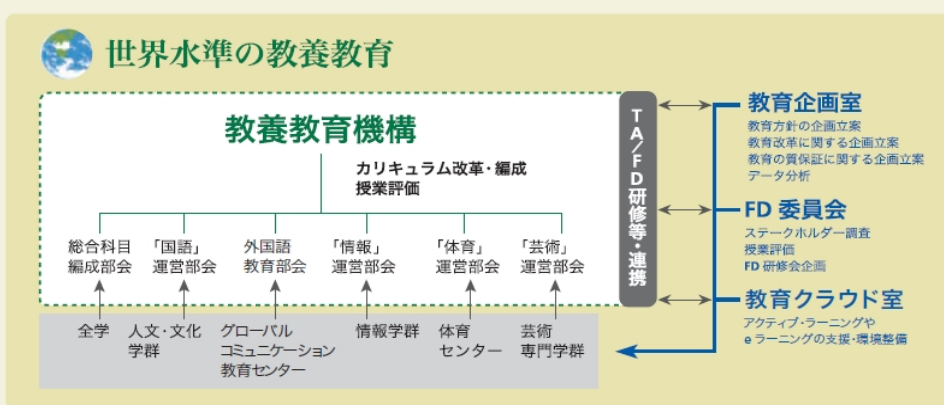 世界水準の教養教育
教養教育機構
カリキュラム改革・編成
授業評価
総合科目
編成部会
「国語」
運営部会
外国語
教育部会
「情報」
運営部会
「体育」
運営部会
「芸術」
運営部会
全学
人文・文化
学群
グローバル
コミュニケーション
教育センター
情報学群
体育
センター
芸術
専門学群
TA/FD研修等・連携
教育企画室
教育方針の企画立案
教育改革に関する企画立案
教育の質保証に関する企画立案
データ分析
FD 委員会
ステークホルダー調査
授業評価
FD 研修会企画
教育クラウド室
アクティブ・ラーニングや
e ラーニングの支援・環境整備